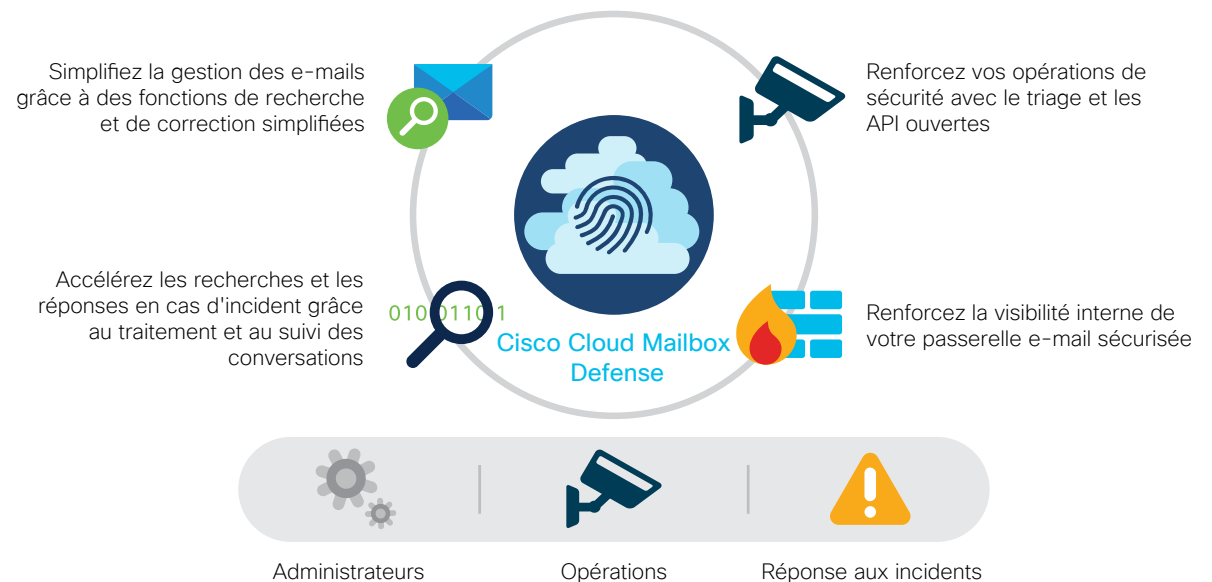 Simplifiez la gestion des e-mails
grâce à des fonctions de recherche
et de correction simplifiées
Renforcez vos opérations de
sécurité avec le triage et les
API ouvertes
Accélérez les recherches et les
réponses en cas d'incident grâce
au traitement et au suivi des
conversations
010 011011
Cisco Cloud Mailbox
Defense
Renforcez la visibilité interne de
votre passerelle e-mail sécurisée
Administrateurs
Opérations
Réponse aux incidents